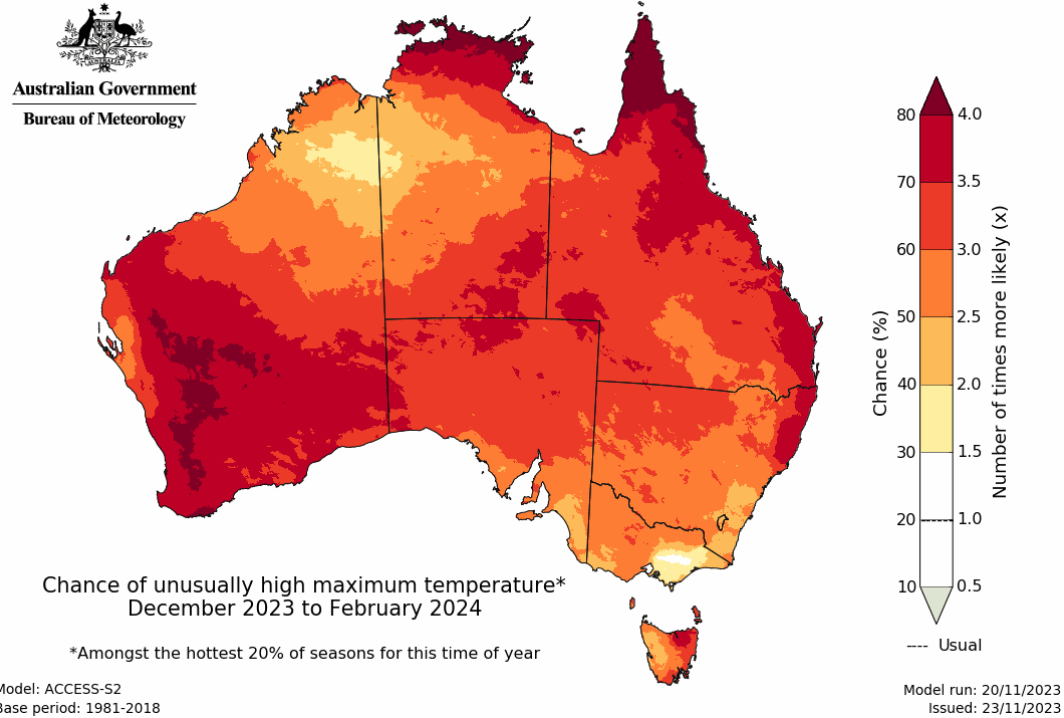 Australian Government
Bureau of Meteorology
80 4.0
70 3.5
60 3.0
50 2.5
40 2.0
30 1.5
20 1.0
10 0.5
Chance (%)
Number of times more likely (x)
---- Usual
Chance of unusually high maximum temperature*
December 2023 to February 2024
*Amongst the hottest 20% of seasons for this time of year
Model: ACCESS-S2
Base period: 1981-2018
Model run: 20/11/2023
Issued: 23/11/2023